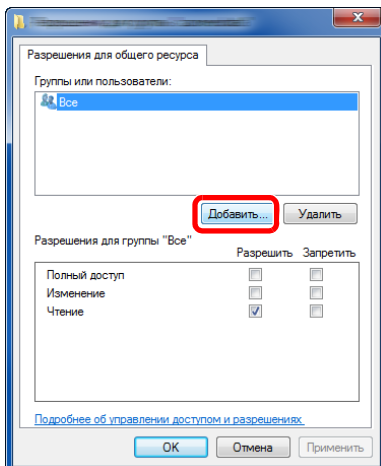 Разрешения для общего ресурса
Группы или пользователи:
Все
Добавить... Удалить
Разрешения для группы "Все"
Разрешить Запретить
Полный доступ
Изменение
Чтение
Подробнее об управлении доступом и разрешениях
OK Отмена Применить